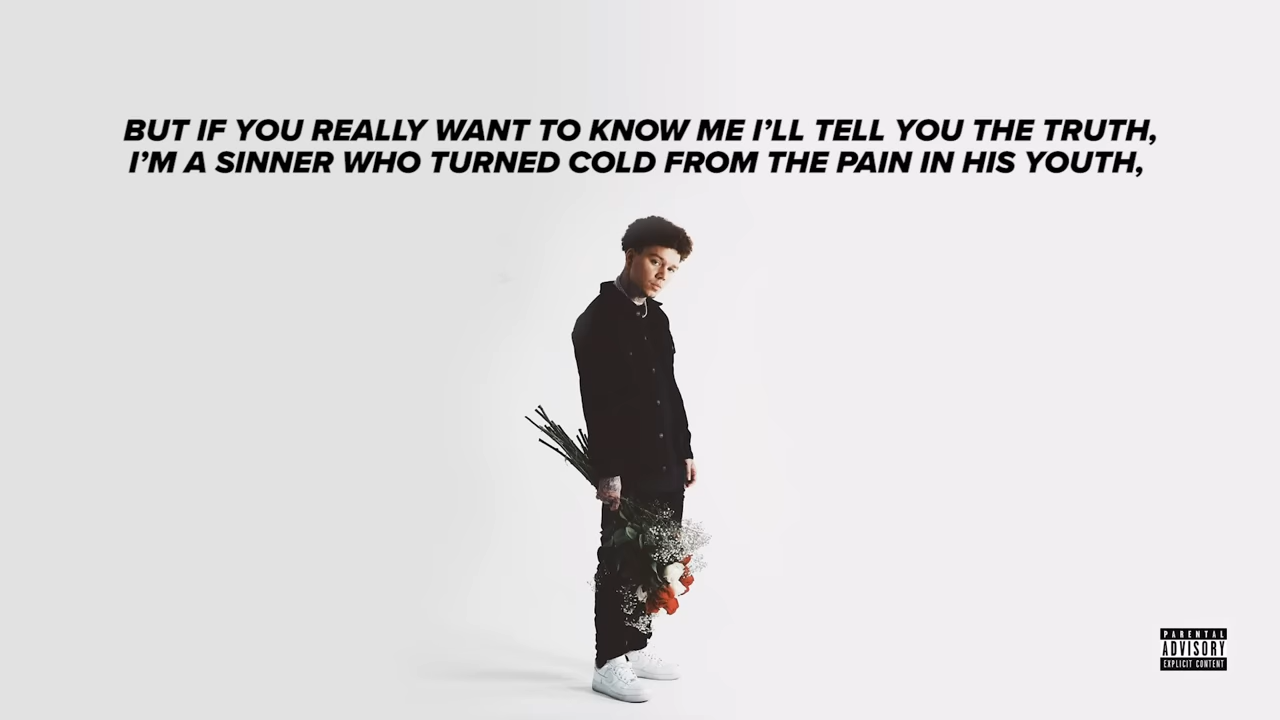 BUT IF YOU REALLY WANT TO KNOW ME I’LL TELL YOU THE TRUTH,
I’M A SINNER WHO TURNED COLD FROM THE PAIN IN HIS YOUTH,
PARENTAL
ADVISORY
EXPLICIT CONTENT